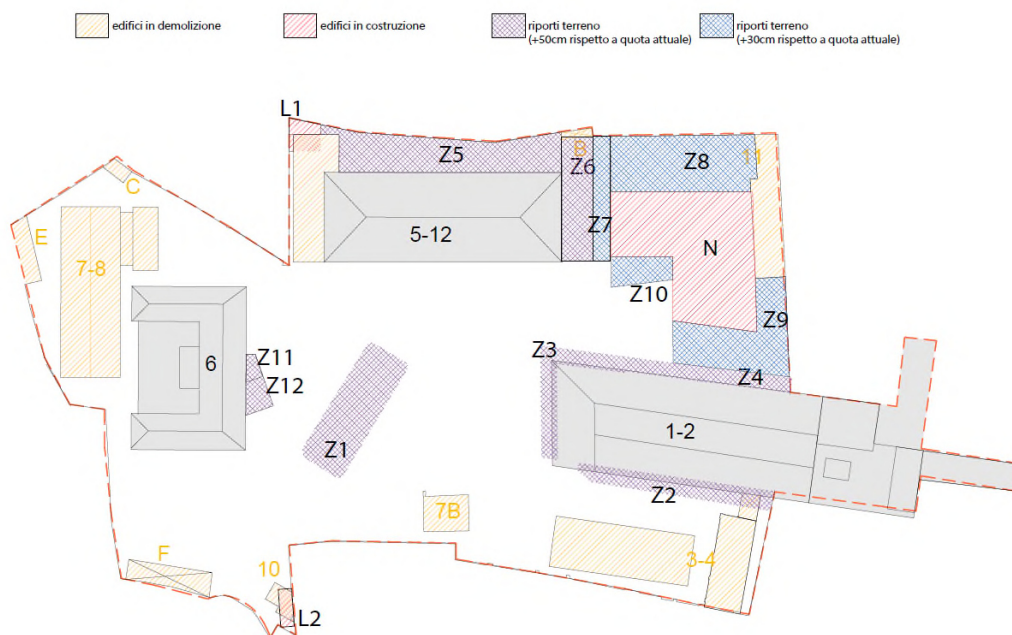 edifici in demolizione
edifici in costruzione
riporti terreno
(+50cm rispetto a quota attuale)
riporti terreno
(+30cm rispetto a quota attuale)
L1
Z5
B
Z6
Z8
11
C
E
7-8
5-12
Z7
N
Z10
Z9
6
Z11
Z12
Z3
Z4
Z1
1-2
Z2
7B
3-4
F
10
L2